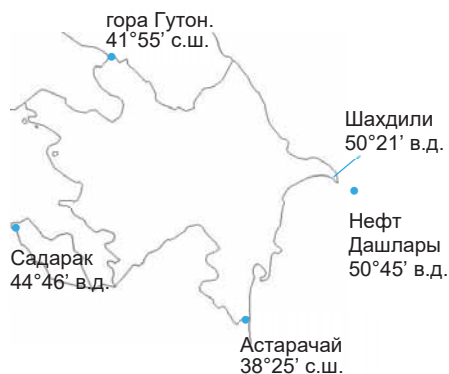 гора Гутон.
41°55’ с.ш.
Шахдили
50°21’ в.д.
Нефт
Дашлары
50°45’ в.д.
Садарак
44°46’ в.д.
Астарачай
38°25’ с.ш.